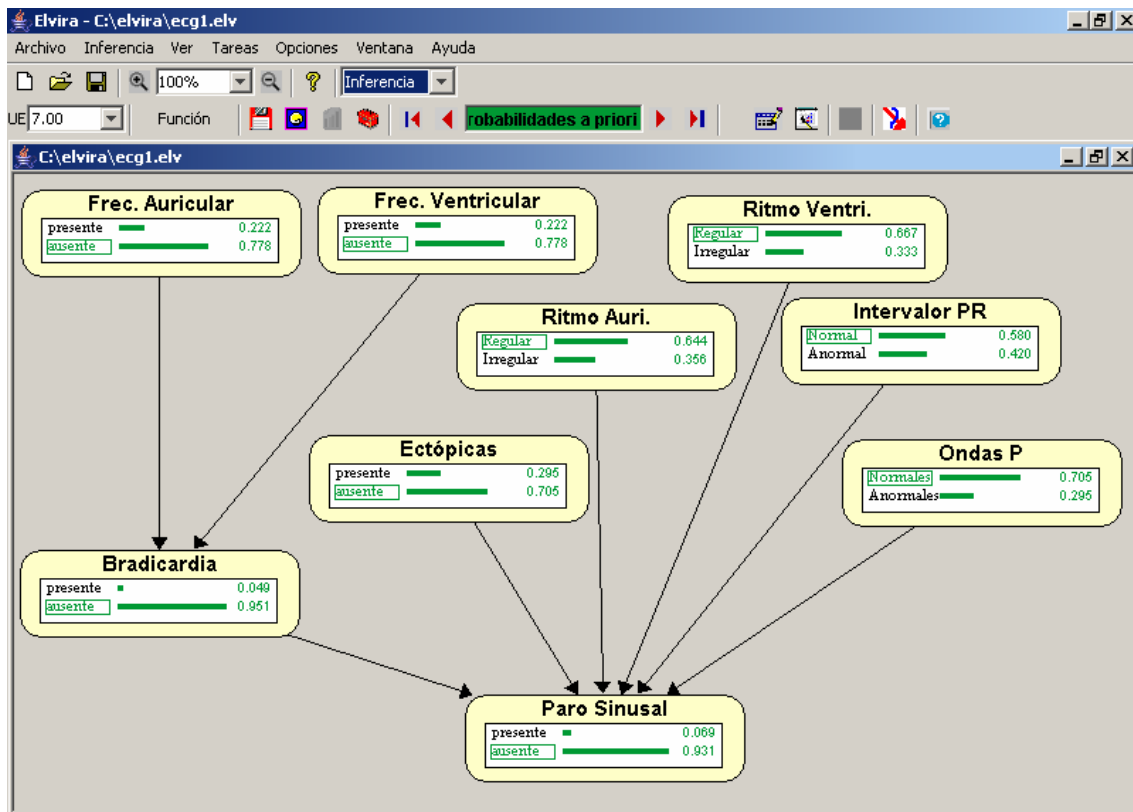 Elvira - C:\elvira\ecg1.elv
Archivo Inferencia Ver Tareas Opciones Ventana Ayuda
100% Inferencia
UE 7.00 Función robabilidades a priori
C:\elvira\ecg1.elv
Frec. Auricular
presente 0.222
ausente 0.778
Frec. Ventricular
presente 0.222
ausente 0.778
Ritmo Ventri.
Regular 0.667
Irregular 0.333
Ritmo Auri.
Regular 0.644
Irregular 0.356
Intervalor PR
Normal 0.580
Anormal 0.420
Ectópicas
presente 0.295
ausente 0.705
Ondas P
Normales 0.705
Anormales 0.295
Bradicardia
presente 0.049
ausente 0.951
Paro Sinusal
presente 0.069
ausente 0.931